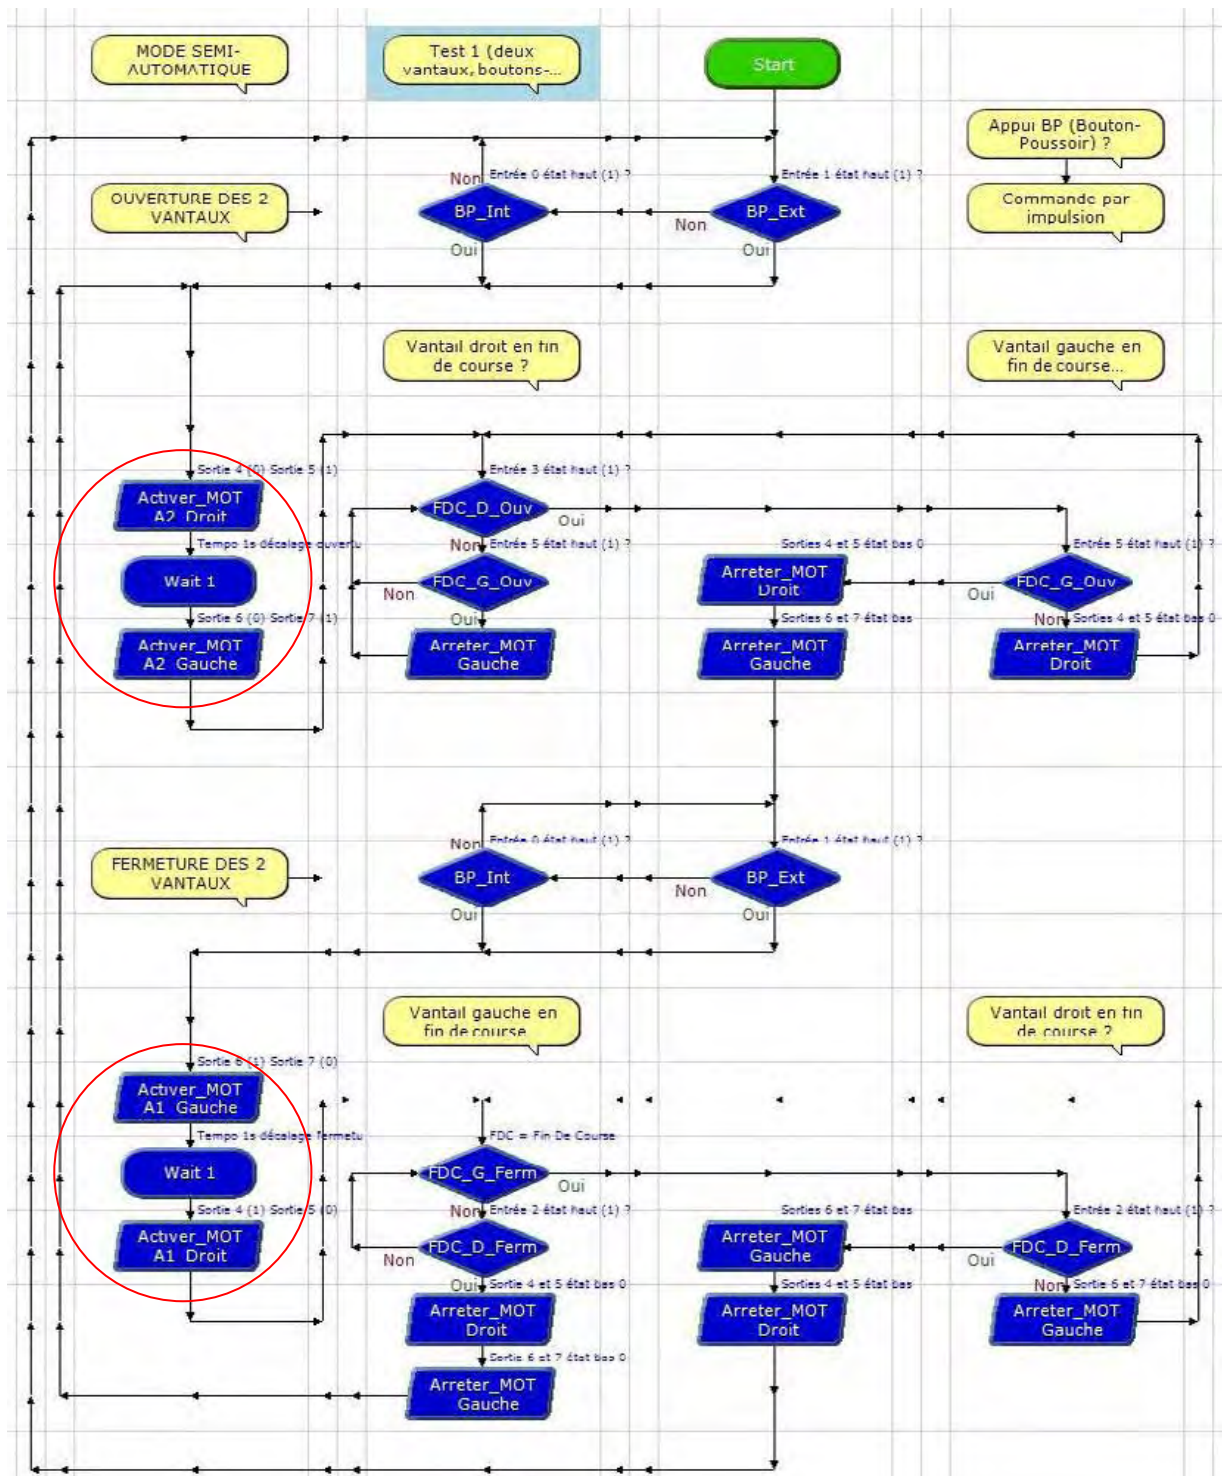 MODE SEMI-
AUTOMATIQUE
Test 1 (deux
vantaux, boutons-...
Start
Appui BP (Bouton-
Poussoir) ?
Non
Entrée 0 état haut (1) ?
Entrée 1 état haut (1) ?
OUVERTURE DES 2
VANTAUX
BP_Int
BP_Ext
Commande par
impulsion
Non
Oui
Oui
Vantail droit en fin
de course ?
Vantail gauche en
fin de course...
Sortie 4 (0) Sortie 5 (1)
Entrée 3 état haut (1) ?
Activer_MOT
A2_Droit
FDC_D_Ouv
Oui
Tempo 1s décalage ouvertu
Non
Entrée 5 état haut (1) ?
Sorties 4 et 5 état bas 0
Entrée 5 état haut (1) ?
Wait 1
FDC_G_Ouv
Arreter_MOT
Droit
FDC_G_Ouv
Non
Oui
Sortie 6 (0) Sortie 7 (1)
Oui
Sorties 6 et 7 état bas
Non
Sorties 4 et 5 état bas 0
Activer_MOT
A2_Gauche
Arreter_MOT
Gauche
Arreter_MOT
Gauche
Arreter_MOT
Droit
Non
Entrée 0 état haut (1) ?
Entrée 1 état haut (1) ?
FERMETURE DES 2
VANTAUX
BP_Int
BP_Ext
Non
Oui
Oui
Vantail gauche en
fin de course...
Vantail droit en fin
de course ?
Sortie 6 (1) Sortie 7 (0)
Activer_MOT
A1_Gauche
Tempo 1s décalage fermetu
FDC = Fin De Course
Wait 1
FDC_G_Ferm
Oui
Sortie 4 (1) Sortie 5 (0)
Non
Entrée 2 état haut (1) ?
Sorties 6 et 7 état bas
Entrée 2 état haut (1) ?
Activer_MOT
A1_Droit
FDC_D_Ferm
Arreter_MOT
Gauche
FDC_D_Ferm
Non
Oui
Oui
Sortie 4 et 5 état bas 0
Sorties 4 et 5 état bas
Non
Sortie 6 et 7 état bas 0
Arreter_MOT
Droit
Arreter_MOT
Droit
Arreter_MOT
Gauche
Sortie 6 et 7 état bas 0
Arreter_MOT
Gauche